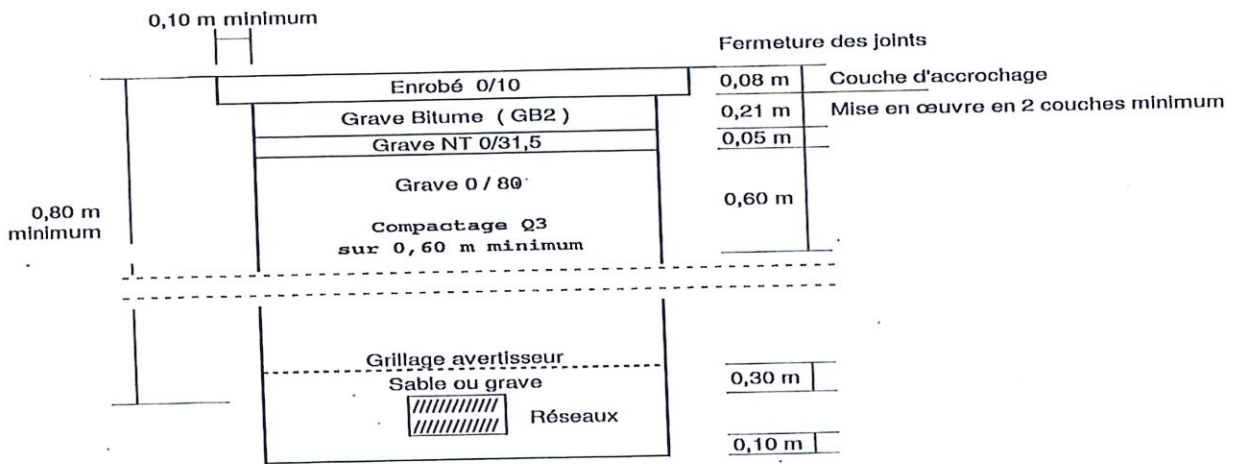 0,10 m minimum
Fermeture des joints
Enrobé 0/10
0,08 m
Couche d'accrochage
Grave Bitume ( GB2 )
0,21 m
Mise en œuvre en 2 couches minimum
Grave NT 0/31,5
0,05 m
Grave 0 / 80
0,60 m
0,80 m
minimum
Compactage Q3
sur 0,60 m minimum
Grillage avertisseur
Sable ou grave
0,30 m
Réseaux
0,10 m